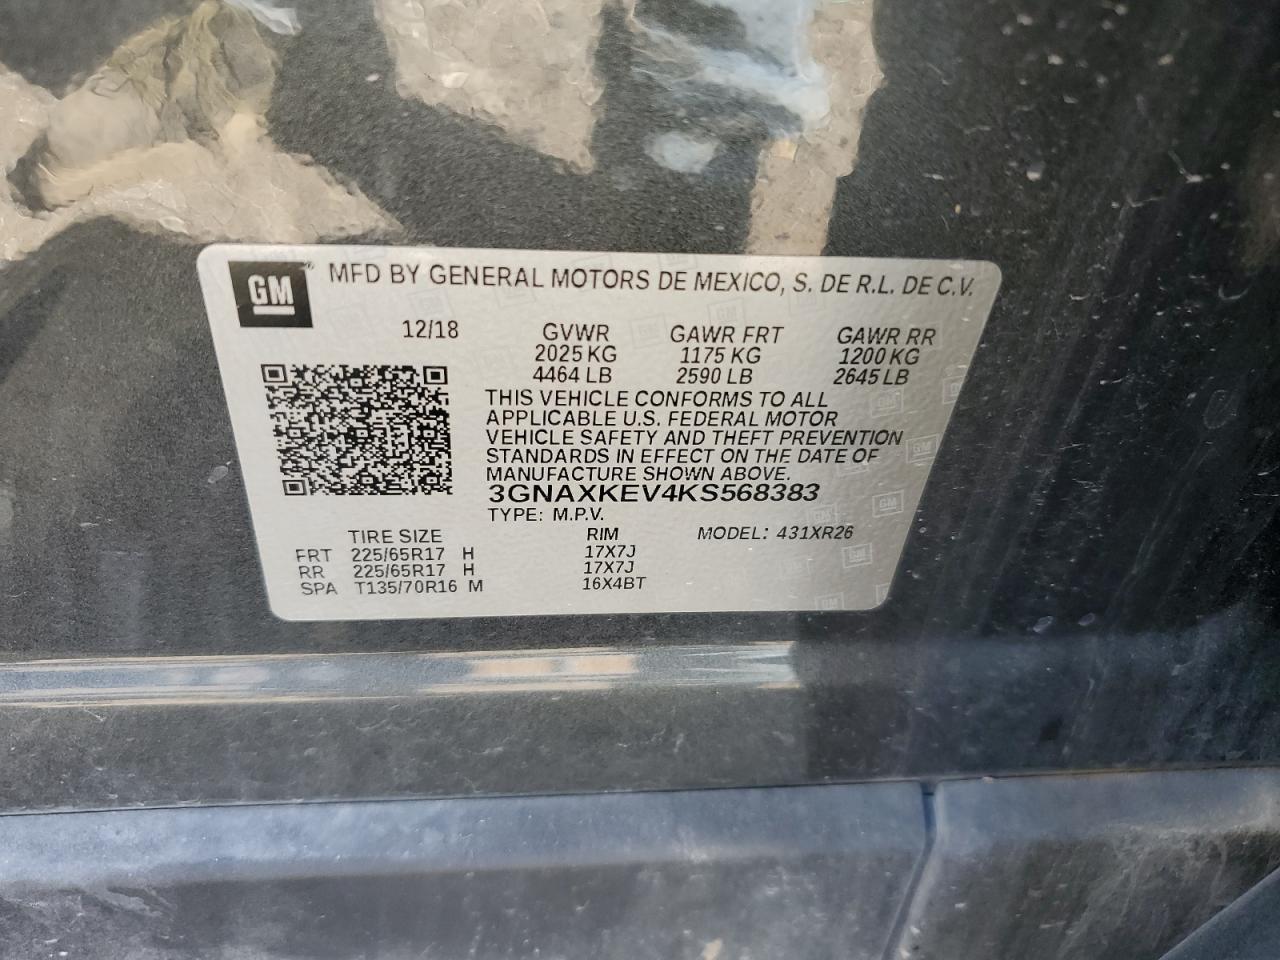 GM MFD BY GENERAL MOTORS DE MEXICO, S. DE R.L. DE C.V.
12/18 GVWR GAWR FRT GAWR RR
2025 KG 1175 KG 1200 KG
4464 LB 2590 LB 2645 LB
THIS VEHICLE CONFORMS TO ALL
APPLICABLE U.S. FEDERAL MOTOR
VEHICLE SAFETY AND THEFT PREVENTION
STANDARDS IN EFFECT ON THE DATE OF
MANUFACTURE SHOWN ABOVE.
3GNAXKEV4KS568383
TYPE: M.P.V.
TIRE SIZE RIM MODEL: 431XR26
FRT 225/65R17 H 17X7J
RR 225/65R17 H 17X7J
SPA T135/70R16 M 16X4BT